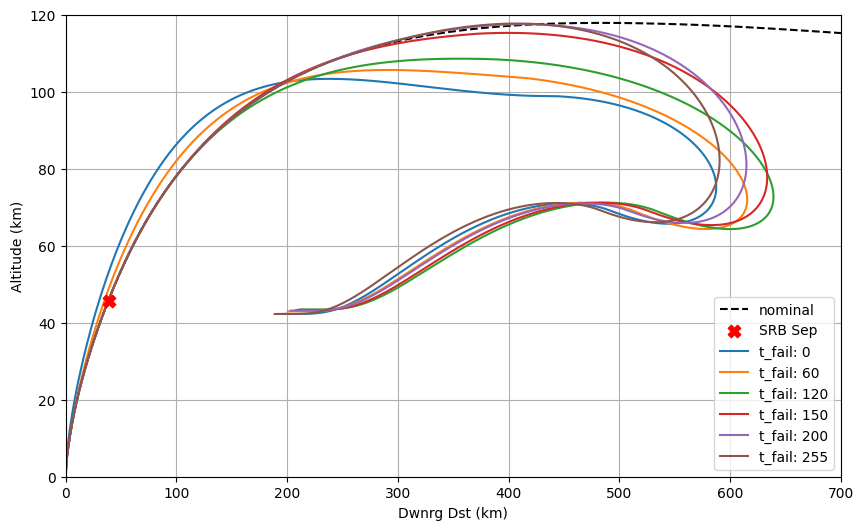 120
100
80
60
40
20
0
Altitude (km)
0 100 200 300 400 500 600 700
Dwnrg Dst (km)
nominal
SRB Sep
t_fail: 0
t_fail: 60
t_fail: 120
t_fail: 150
t_fail: 200
t_fail: 255